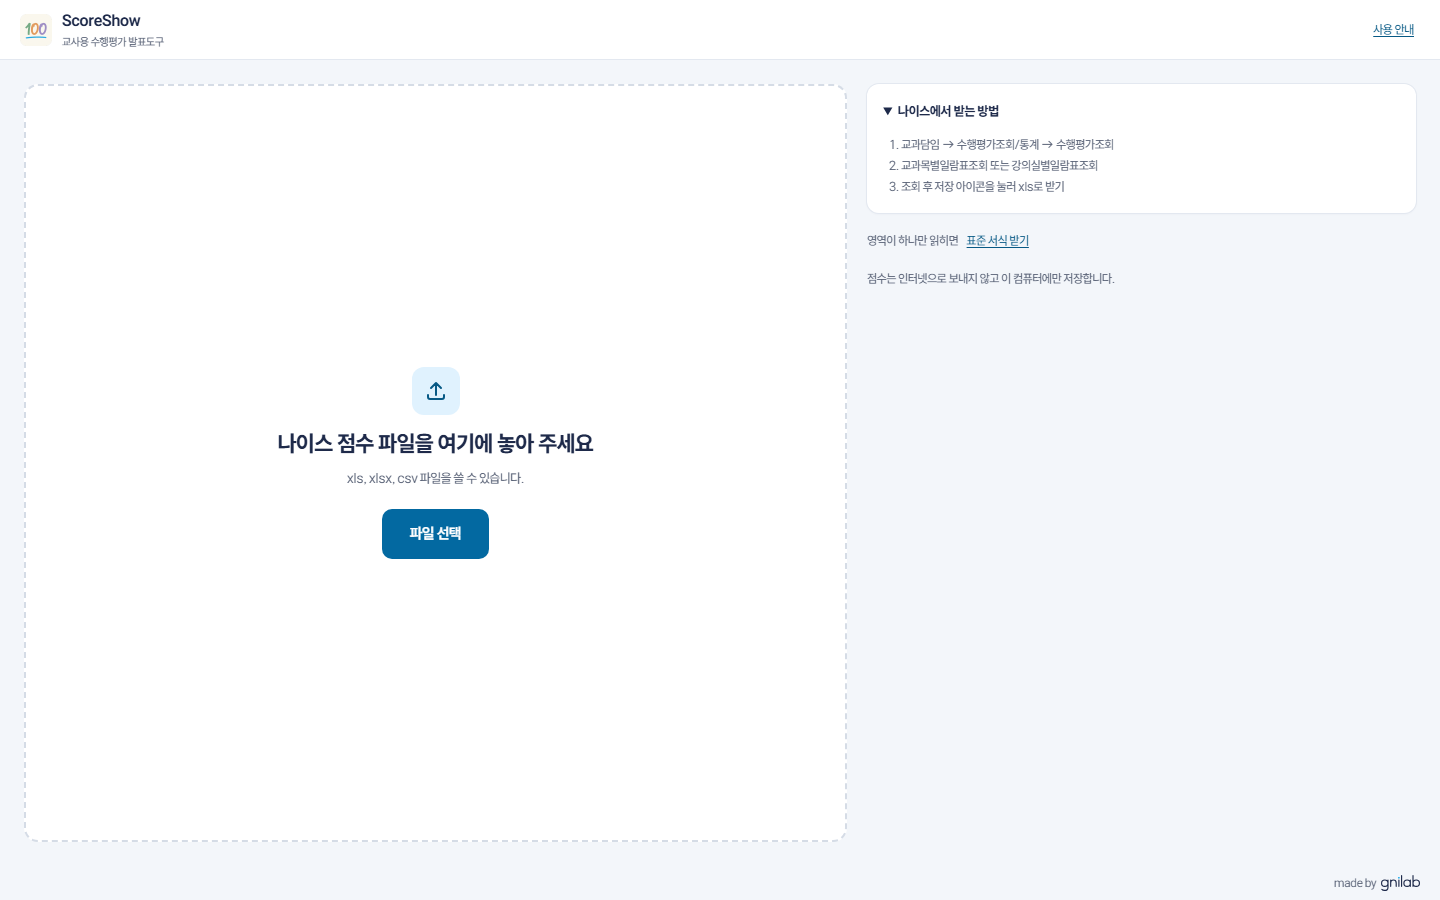 100
ScoreShow
교사용 수행평가 발표도구
사용 안내
나이스 점수 파일을 여기에 놓아 주세요
xls, xlsx, csv 파일을 쓸 수 있습니다.
파일 선택
▼ 나이스에서 받는 방법
1. 교과담임 → 수행평가조회/통계 → 수행평가조회
2. 교과목별일람표조회 또는 강의실별일람표조회
3. 조회 후 저장 아이콘을 눌러 xls로 받기
영역이 하나만 읽히면 표준 서식 받기
점수는 인터넷으로 보내지 않고 이 컴퓨터에만 저장합니다.
made by gnilab